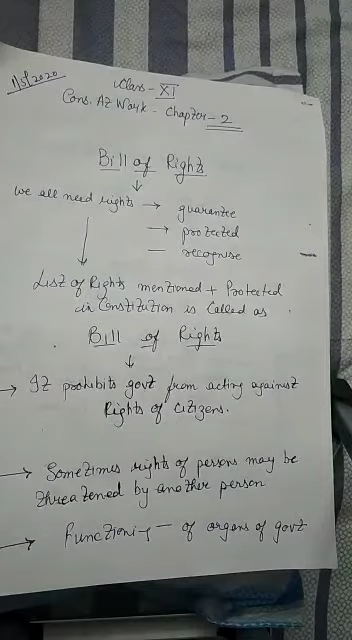 1/5/2020
Class - XI
Cons. At Work - Chapter - 2
Bill of Right
we all need rights → guarantee
→ protected
— recognise
List of Rights mentioned + Protected
in Constitution is called as
Bill of Rights
→ It prohibits govt from acting against
Rights of citizens.
→ Sometimes rights of persons may be
threatened by another person
→ Functioning — of organs of govt